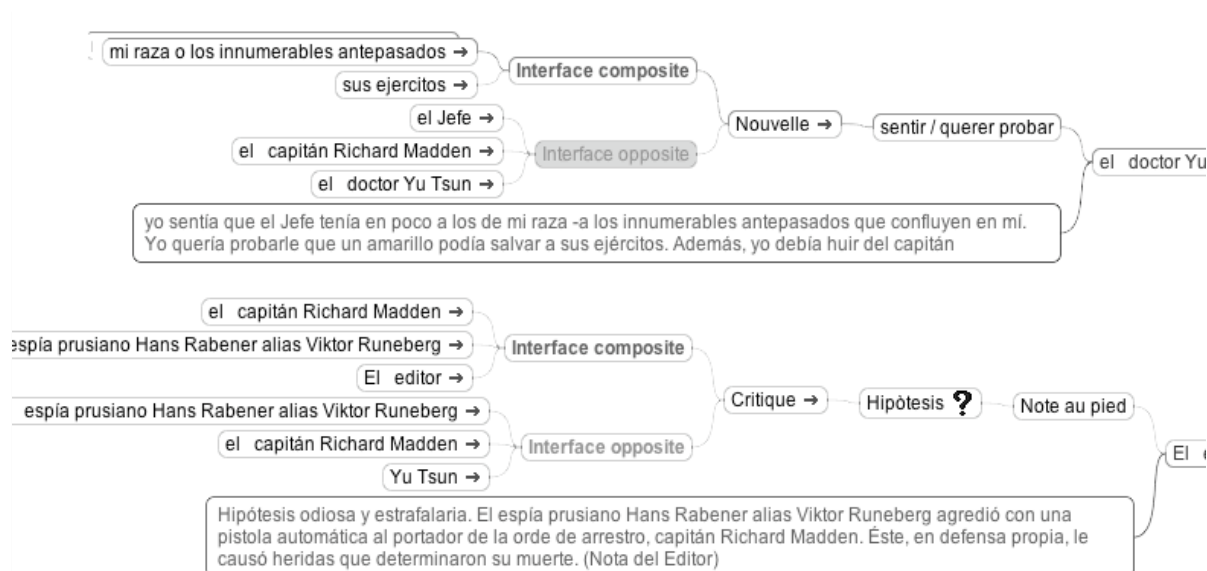 mi raza o los innumerables antepasados ➔
Interface composite
sus ejercitos ➔
el Jefe ➔
Nouvelle ➔
sentir / querer probar
el capitán Richard Madden ➔
Interface opposite
el doctor Yu
el doctor Yu Tsun ➔
yo sentía que el Jefe tenía en poco a los de mi raza -a los innumerables antepasados que confluyen en mí.
Yo quería probarle que un amarillo podía salvar a sus ejércitos. Además, yo debía huir del capitán
el capitán Richard Madden ➔
espía prusiano Hans Rabener alias Viktor Runeberg ➔
Interface composite
El editor ➔
Critique ➔
Hipòtesis ?
Note au pied
espía prusiano Hans Rabener alias Viktor Runeberg ➔
el capitán Richard Madden ➔
Interface opposite
El
Yu Tsun ➔
Hipótesis odiosa y estrafalaria. El espía prusiano Hans Rabener alias Viktor Runeberg agredió con una
pistola automática al portador de la orde de arrestro, capitán Richard Madden. Éste, en defensa propia, le
causó heridas que determinaron su muerte. (Nota del Editor)